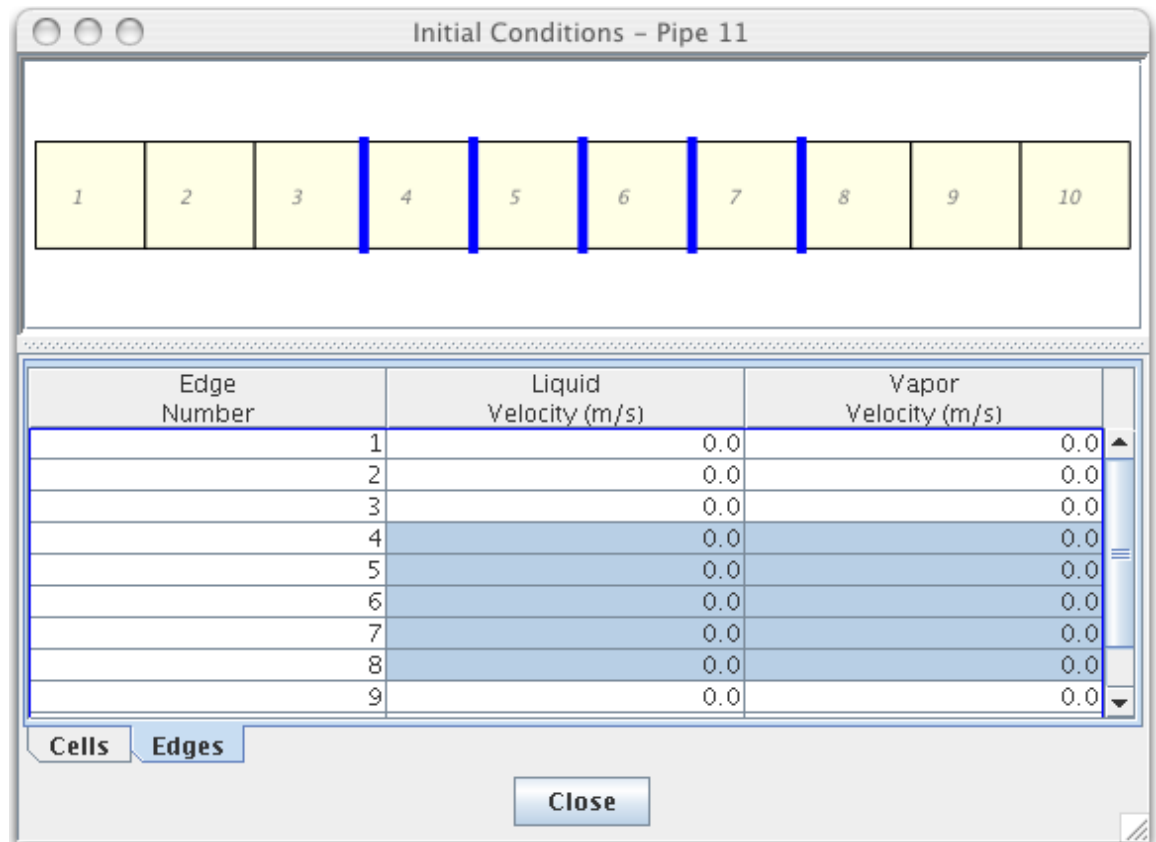 Initial Conditions – Pipe 11
1 2 3 4 5 6 7 8 9 10
Edge Number Liquid Velocity (m/s) Vapor Velocity (m/s)
1 0.0 0.0
2 0.0 0.0
3 0.0 0.0
4 0.0 0.0
5 0.0 0.0
6 0.0 0.0
7 0.0 0.0
8 0.0 0.0
9 0.0 0.0
Cells Edges
Close